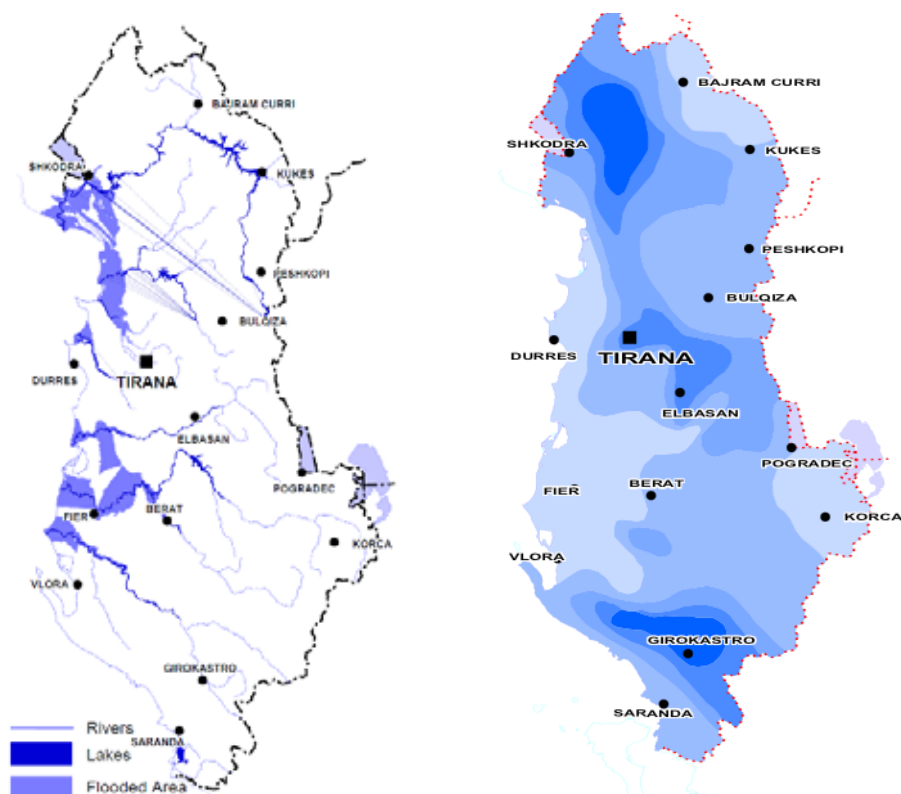 BAJRAM CURRI
SHKODRA
KUKES
PESHKOPI
BULQIZA
DURRES
TIRANA
ELBASAN
POGRADEC
FIER
BERAT
KORCA
VLORA
GIROKASTRO
SARANDA
Rivers
Lakes
Flooded Area
BAJRAM CURRI
SHKODRA
KUKES
PESHKOPI
BULQIZA
DURRES
TIRANA
ELBASAN
POGRADEC
FIER
BERAT
KORCA
VLORA
GIROKASTRO
SARANDA